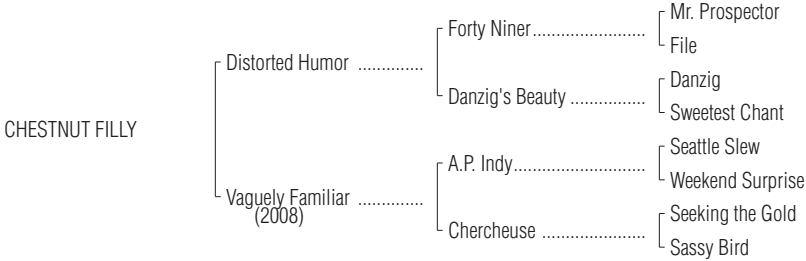 Mr. Prospector
Forty Niner........................
File
Distorted Humor ..............
Danzig
Danzig's Beauty ................
Sweetest Chant
CHESTNUT FILLY
Seattle Slew
A.P. Indy............................
Weekend Surprise
Vaguely Familiar ..............
(2008)
Seeking the Gold
Chercheuse ......................
Sassy Bird